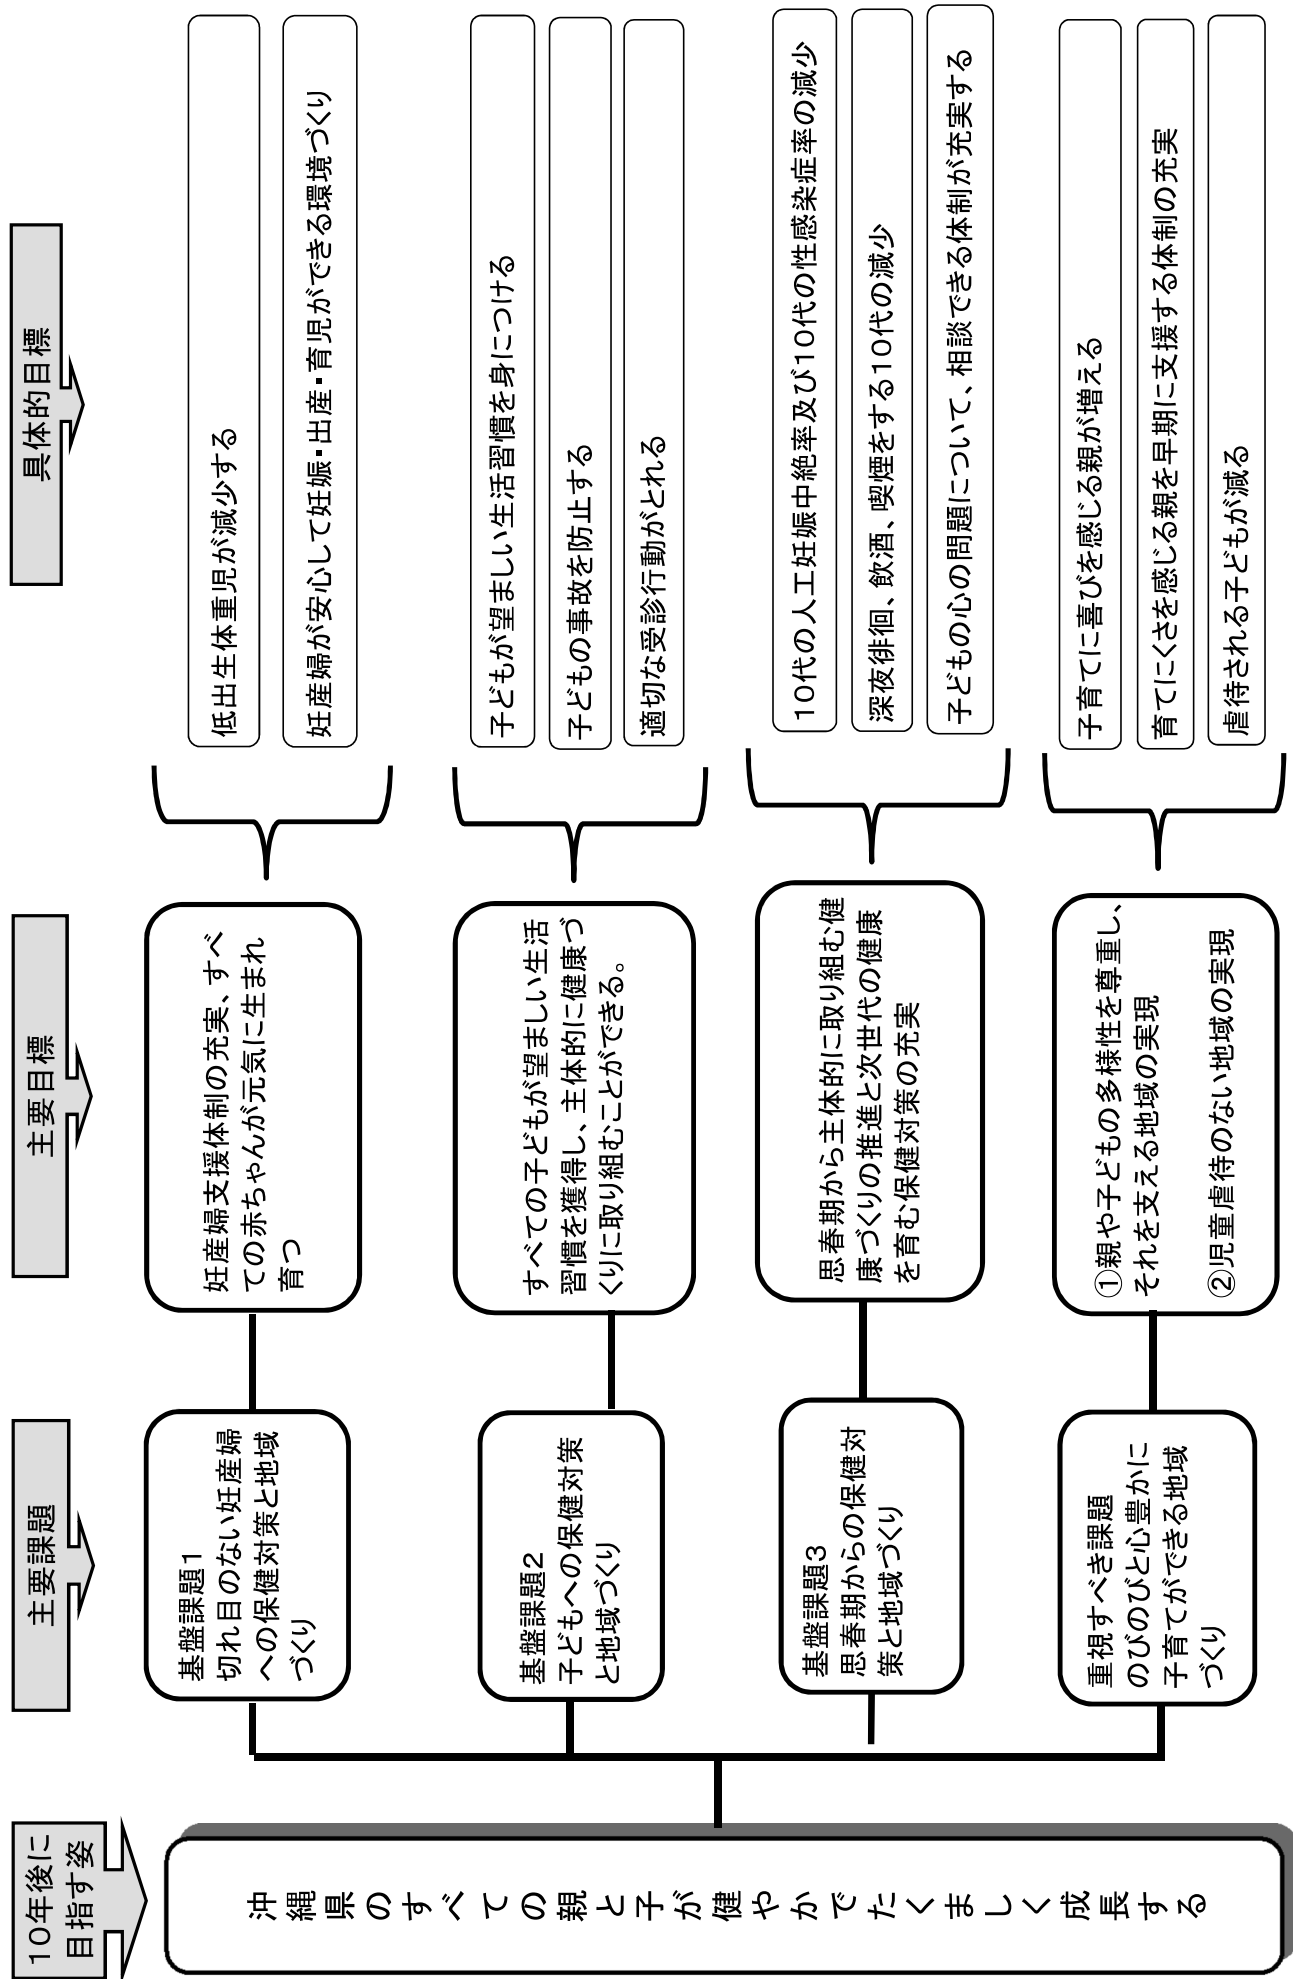 10年後に
目指す姿
主要課題
主要目標
具体的目標
沖縄県のすべての親と子が健やかでたくましく成長する
基盤課題1
切れ目のない妊産婦
への保健対策と地域
づくり
妊産婦支援体制の充実、すべ
ての赤ちゃんが元気に生まれ
育つ
低出生体重児が減少する
妊産婦が安心して妊娠・出産・育児ができる環境づくり
基盤課題2
子どもへの保健対策
と地域づくり
すべての子どもが望ましい生活
習慣を獲得し、主体的に健康づ
くりに取り組むことができる。
子どもが望ましい生活習慣を身につける
子どもの事故を防止する
適切な受診行動がとれる
基盤課題3
思春期からの保健対
策と地域づくり
思春期から主体的に取り組む健
康づくりの推進と次世代の健康
を育む保健対策の充実
10代の人工妊娠中絶率及び10代の性感染症率の減少
深夜徘徊、飲酒、喫煙をする10代の減少
子どもの心の問題について、相談できる体制が充実する
重視すべき課題
のびのびと心豊かに
子育てができる地域
づくり
①親や子どもの多様性を尊重し、
それを支える地域の実現
②児童虐待のない地域の実現
子育てに喜びを感じる親が増える
育てにくさを感じる親を早期に支援する体制の充実
虐待される子どもが減る